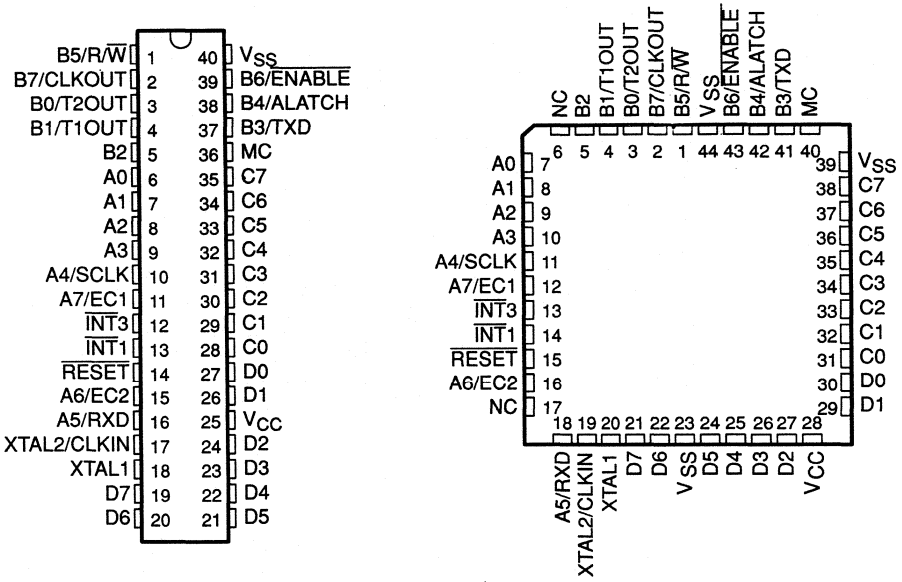 B5/R/W̅ 1 40 VSS
B7/CLKOUT 2 39 B6/E̅N̅A̅B̅L̅E̅
B0/T2OUT 3 38 B4/ALATCH
B1/T1OUT 4 37 B3/TXD
B2 5 36 MC
A0 6 35 C7
A1 7 34 C6
A2 8 33 C5
A3 9 32 C4
A4/SCLK 10 31 C3
A7/EC1 11 30 C2
I̅N̅T̅3 12 29 C1
I̅N̅T̅1 13 28 C0
R̅E̅S̅E̅T̅ 14 27 D0
A6/EC2 15 26 D1
A5/RXD 16 25 VCC
XTAL2/CLKIN 17 24 D2
XTAL1 18 23 D3
D7 19 22 D4
D6 20 21 D5
NC B2 B1/T1OUT B0/T2OUT B7/CLKOUT B5/R/W̅ VSS B6/E̅N̅A̅B̅L̅E̅ B4/ALATCH B3/TXD MC
6 5 4 3 2 1 44 43 42 41 40
A0 7 39 VSS
A1 8 38 C7
A2 9 37 C6
A3 10 36 C5
A4/SCLK 11 35 C4
A7/EC1 12 34 C3
I̅N̅T̅3 13 33 C2
I̅N̅T̅1 14 32 C1
R̅E̅S̅E̅T̅ 15 31 C0
A6/EC2 16 30 D0
NC 17 29 D1
18 19 20 21 22 23 24 25 26 27 28
A5/RXD XTAL2/CLKIN XTAL1 D7 D6 VSS D5 D4 D3 D2 VCC